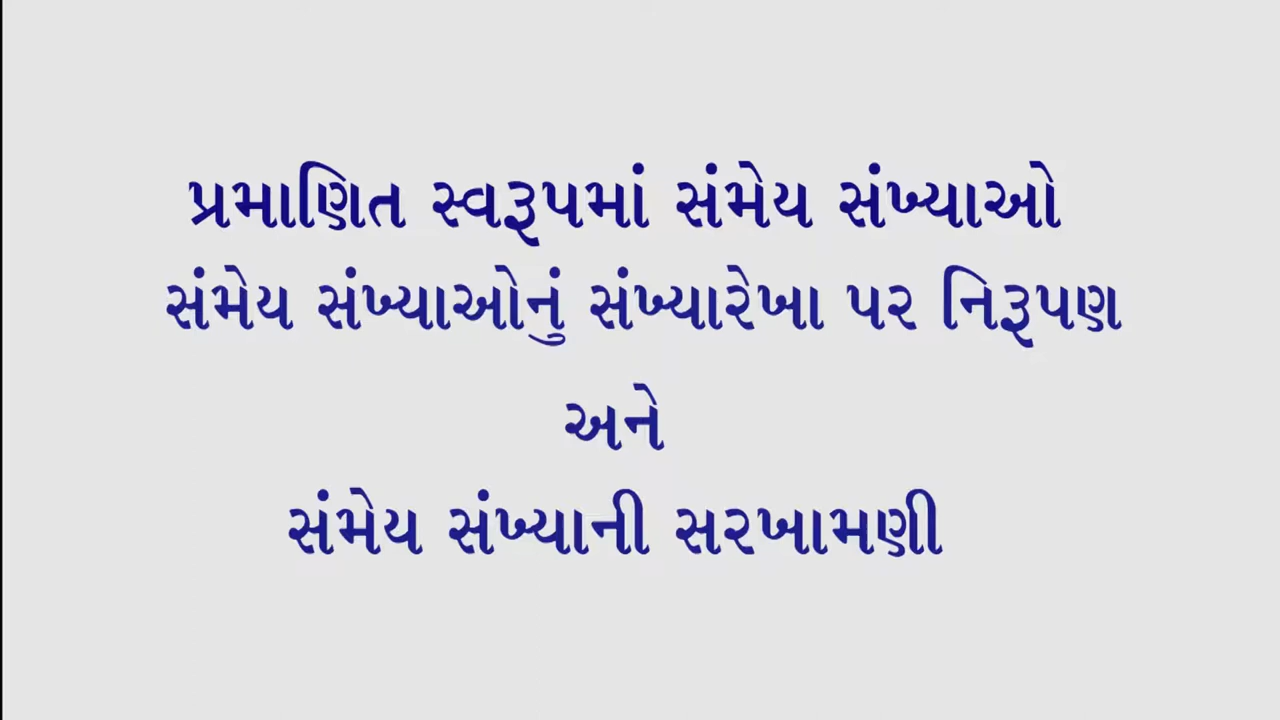 પ્રમાણિત સ્વરૂપમાં સંમેય સંખ્યાઓ
સંમેય સંખ્યાઓનું સંખ્યારેખા પર નિરૂપણ
અને
સંમેય સંખ્યાની સરખામણી